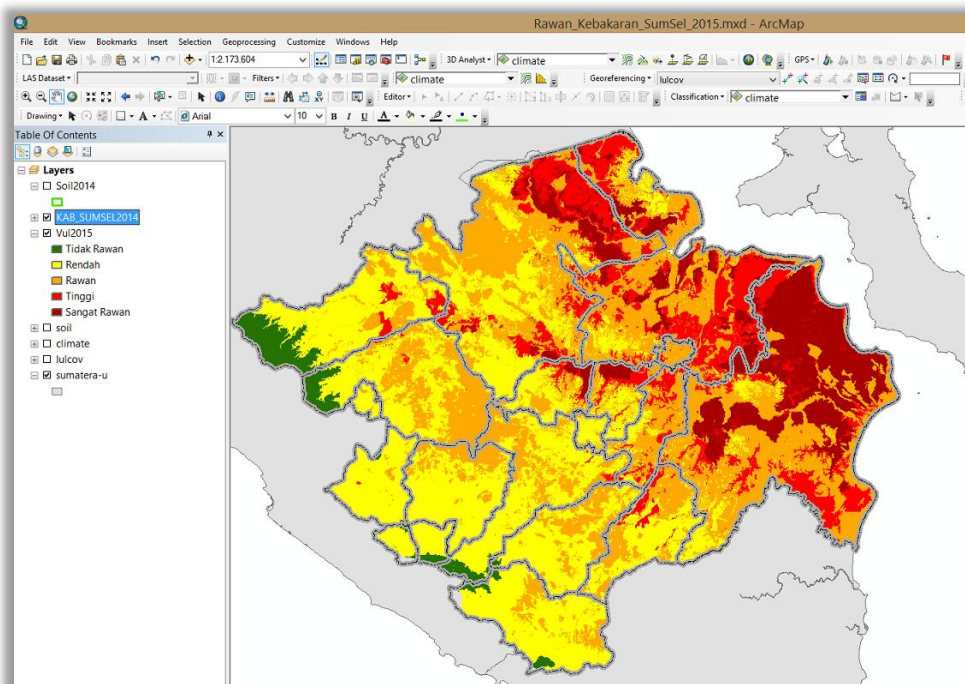 Rawan_Kebakaran_SumSel_2015.mxd - ArcMap
File Edit View Bookmarks Insert Selection Geoprocessing Customize Windows Help
1:2.173.604 3D Analyst climate GPS
LAS Dataset Filters climate Georeferencing lulcov
Editor Classification climate
Drawing A Arial 10 B I U A
Table Of Contents
Layers
Soil2014
KAB_SUMSEL2014
Vul2015
Tidak Rawan
Rendah
Rawan
Tinggi
Sangat Rawan
soil
climate
lulcov
sumatera-u